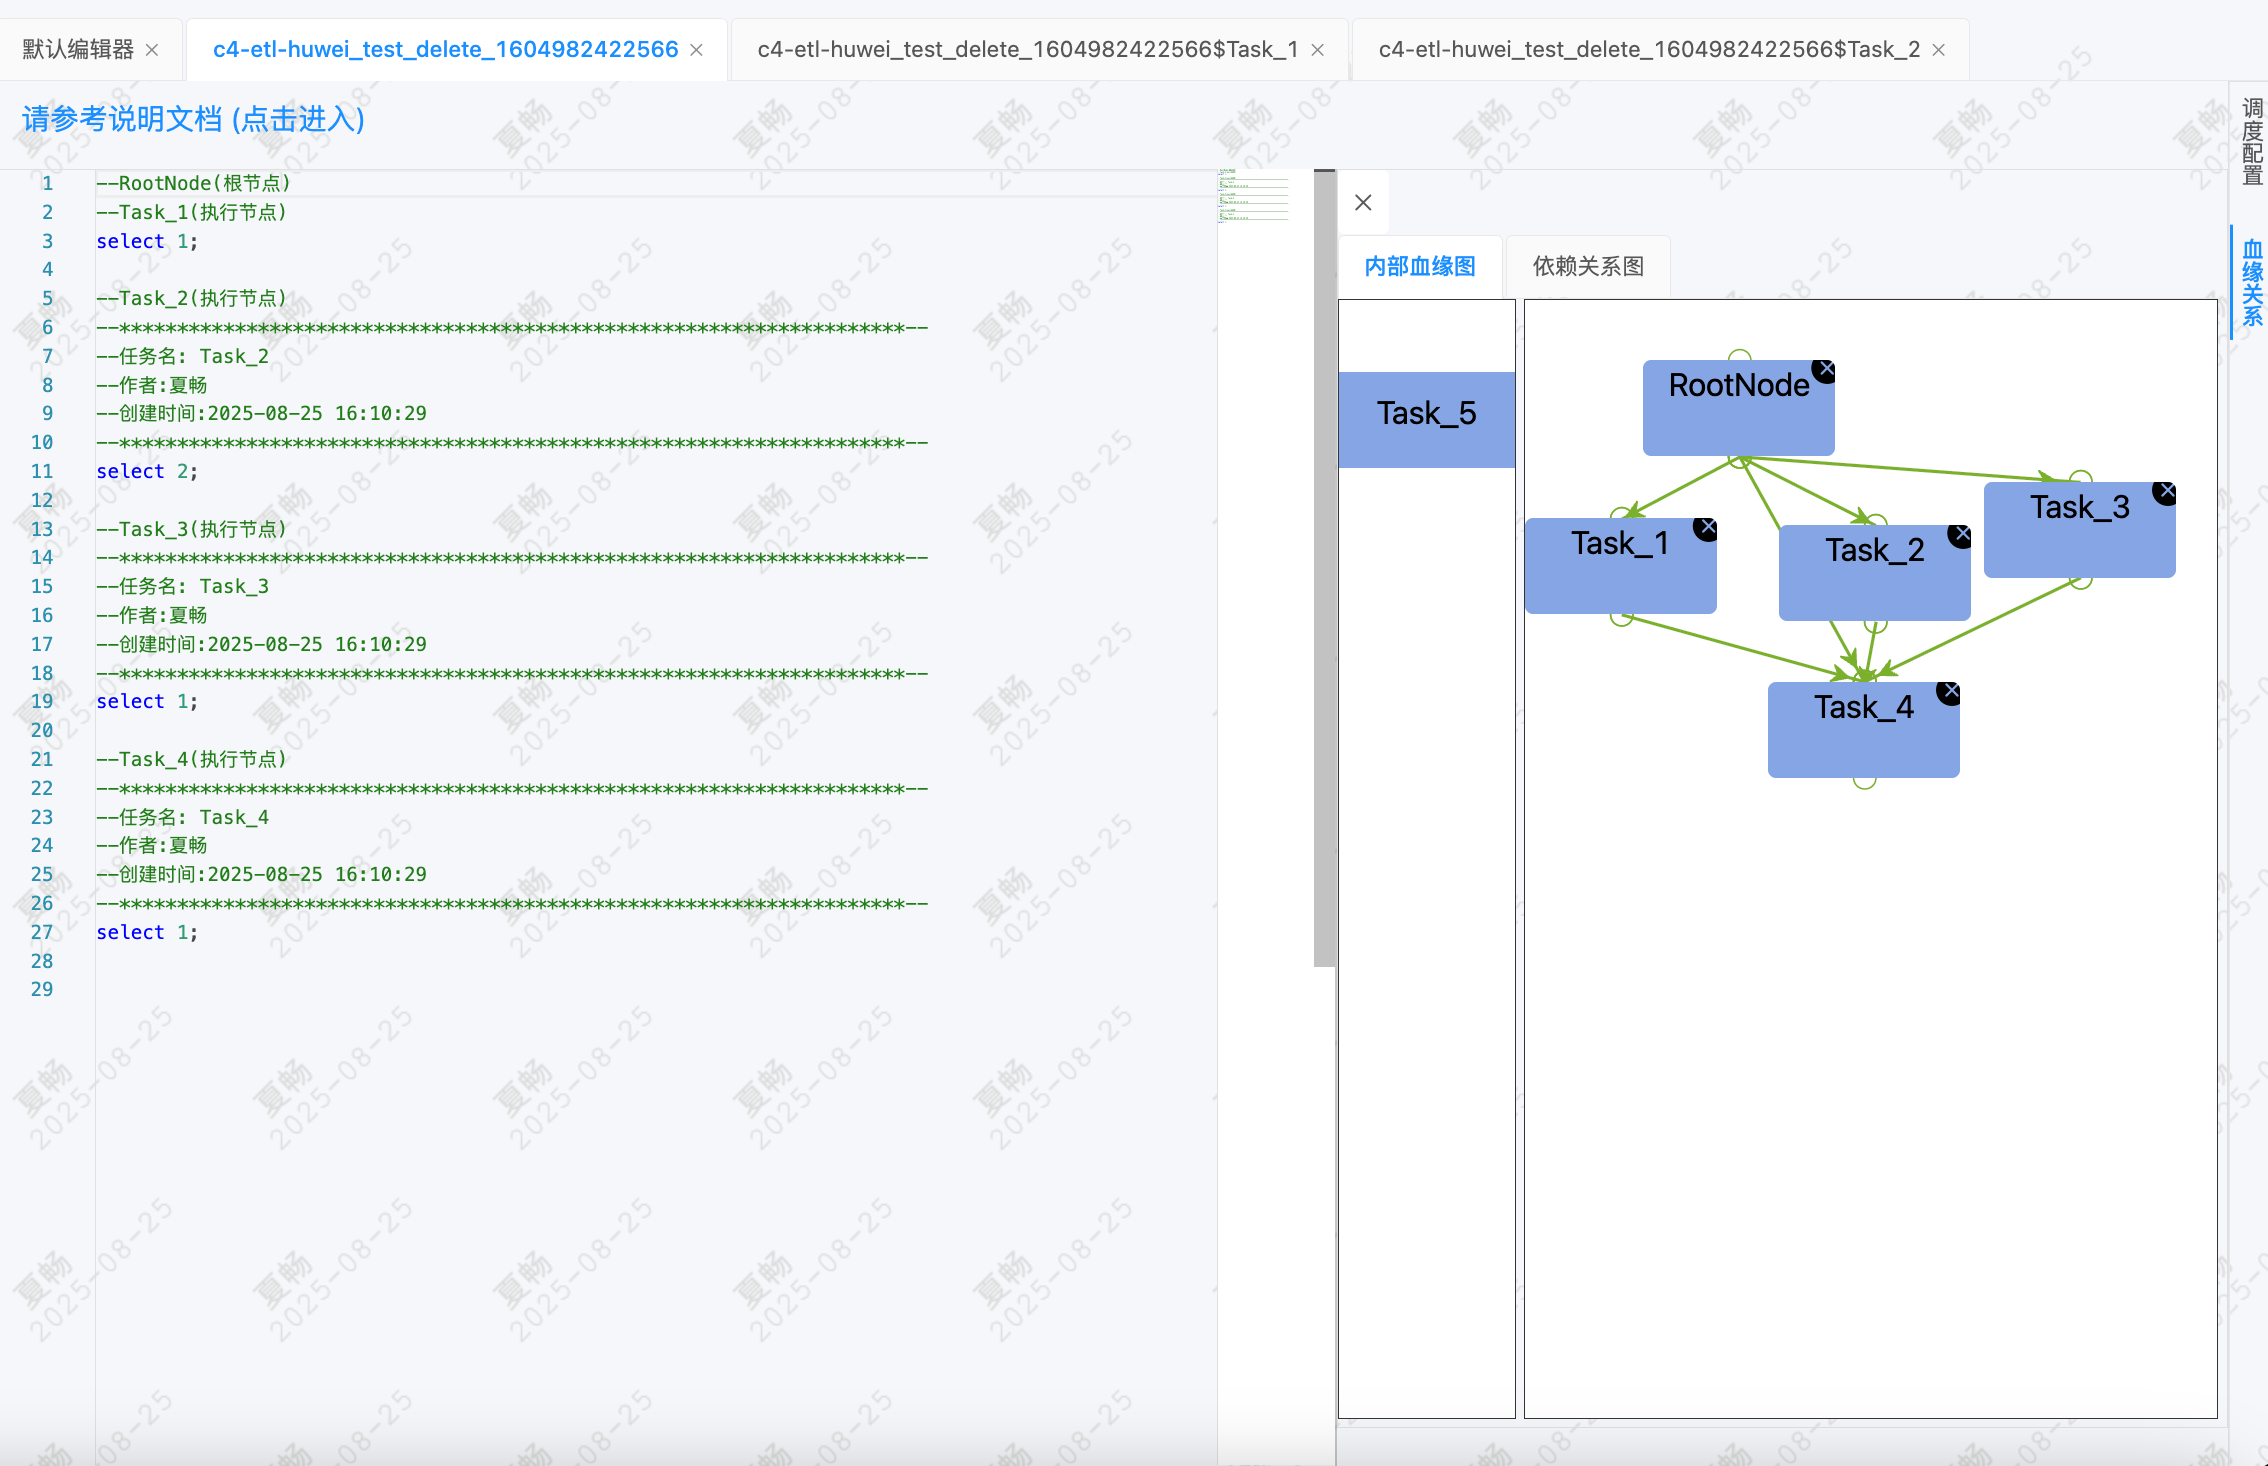 默认编辑器
c4-etl-huwei_test_delete_1604982422566
c4-etl-huwei_test_delete_1604982422566$Task_1
c4-etl-huwei_test_delete_1604982422566$Task_2
请参考说明文档 (点击进入)
1 --RootNode(根节点)
2 --Task_1(执行节点)
3 select 1;
4
5 --Task_2(执行节点)
6 --********************************************************************--
7 --任务名: Task_2
8 --作者:夏畅
9 --创建时间:2025-08-25 16:10:29
10 --********************************************************************--
11 select 2;
12
13 --Task_3(执行节点)
14 --********************************************************************--
15 --任务名: Task_3
16 --作者:夏畅
17 --创建时间:2025-08-25 16:10:29
18 --********************************************************************--
19 select 1;
20
21 --Task_4(执行节点)
22 --********************************************************************--
23 --任务名: Task_4
24 --作者:夏畅
25 --创建时间:2025-08-25 16:10:29
26 --********************************************************************--
27 select 1;
28
29
内部血缘图
依赖关系图
Task_5
RootNode
Task_1
Task_2
Task_3
Task_4
调度配置
血缘关系
夏畅
2025-08-25